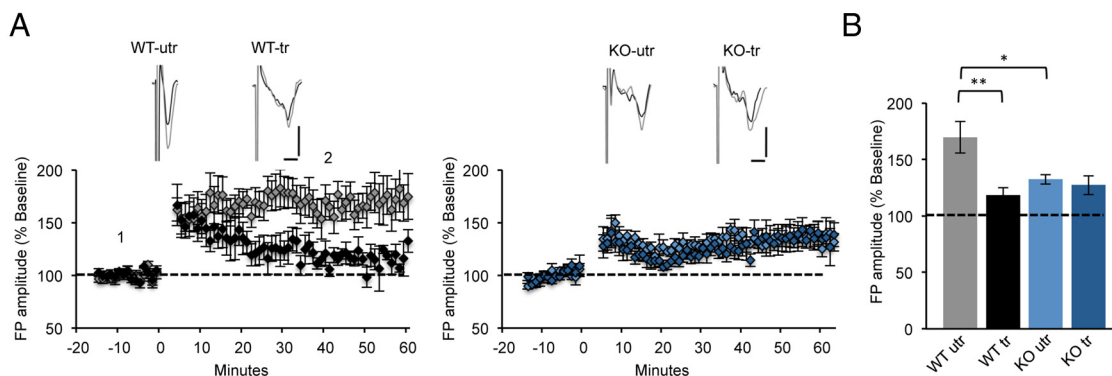 A
WT-utr
WT-tr
KO-utr
KO-tr
B
FP amplitude (% Baseline)
200
150
100
50
1
2
-20
-10
0
10
20
30
40
50
60
Minutes
FP amplitude (% Baseline)
200
150
100
50
-20
-10
0
10
20
30
40
50
60
Minutes
FP amplitude (% Baseline)
200
150
100
50
0
*
**
WT utr
WT tr
KO utr
KO tr